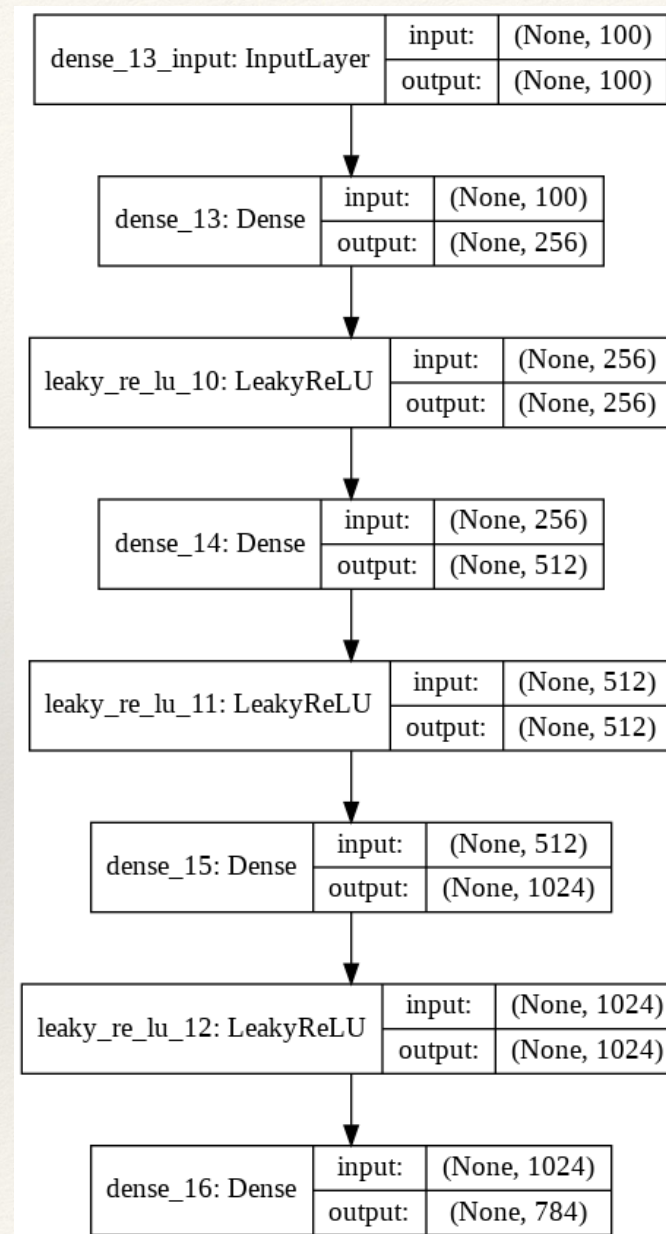 dense_13_input: InputLayer
input: (None, 100)
output: (None, 100)
dense_13: Dense
input: (None, 100)
output: (None, 256)
leaky_re_lu_10: LeakyReLU
input: (None, 256)
output: (None, 256)
dense_14: Dense
input: (None, 256)
output: (None, 512)
leaky_re_lu_11: LeakyReLU
input: (None, 512)
output: (None, 512)
dense_15: Dense
input: (None, 512)
output: (None, 1024)
leaky_re_lu_12: LeakyReLU
input: (None, 1024)
output: (None, 1024)
dense_16: Dense
input: (None, 1024)
output: (None, 784)